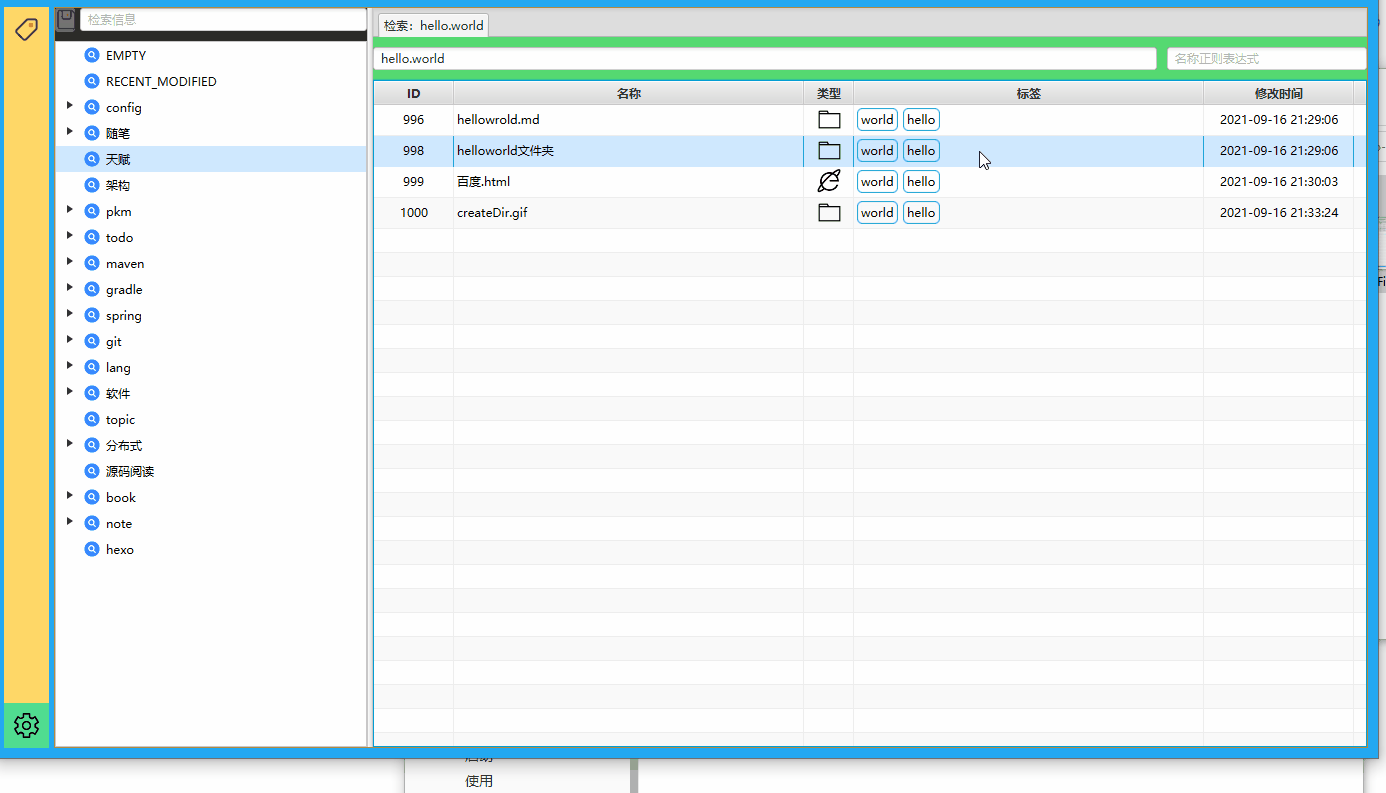 检索信息
EMPTY
RECENT_MODIFIED
config
随笔
天赋
架构
pkm
todo
maven
gradle
spring
git
lang
软件
topic
分布式
源码阅读
book
note
hexo
检索：hello.world
hello.world 名称正则表达式
ID 名称 类型 标签 修改时间
996 hellowrold.md world hello 2021-09-16 21:29:06
998 helloworld文件夹 world hello 2021-09-16 21:29:06
999 百度.html world hello 2021-09-16 21:30:03
1000 createDir.gif world hello 2021-09-16 21:33:24
Fi
使用